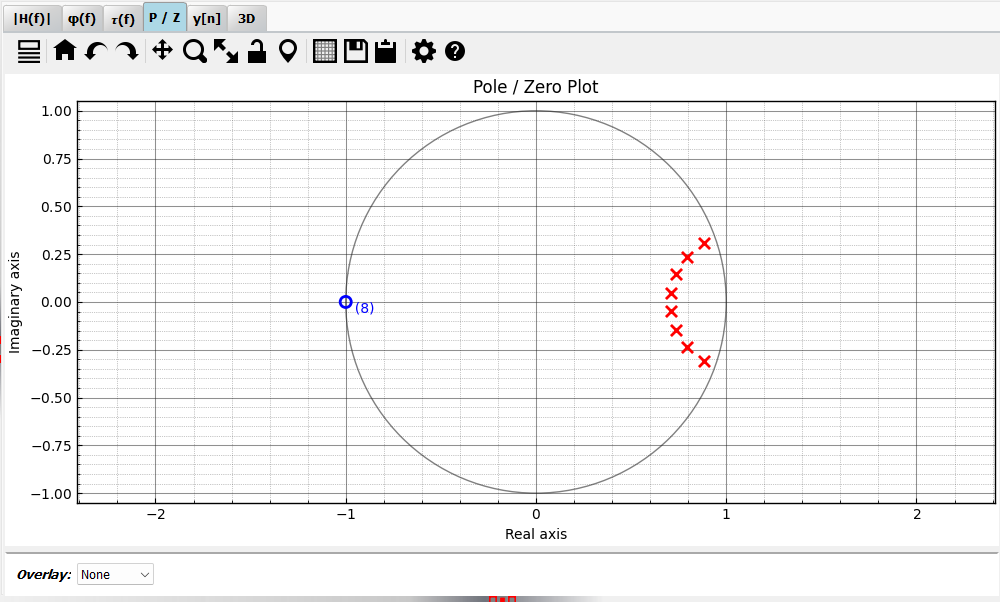 |H(f)| φ(f) τ(f) P / Z y[n] 3D
Pole / Zero Plot
1.00
0.75
0.50
0.25
0.00
−0.25
−0.50
−0.75
−1.00
Imaginary axis
(8)
−2 −1 0 1 2
Real axis
Overlay: None